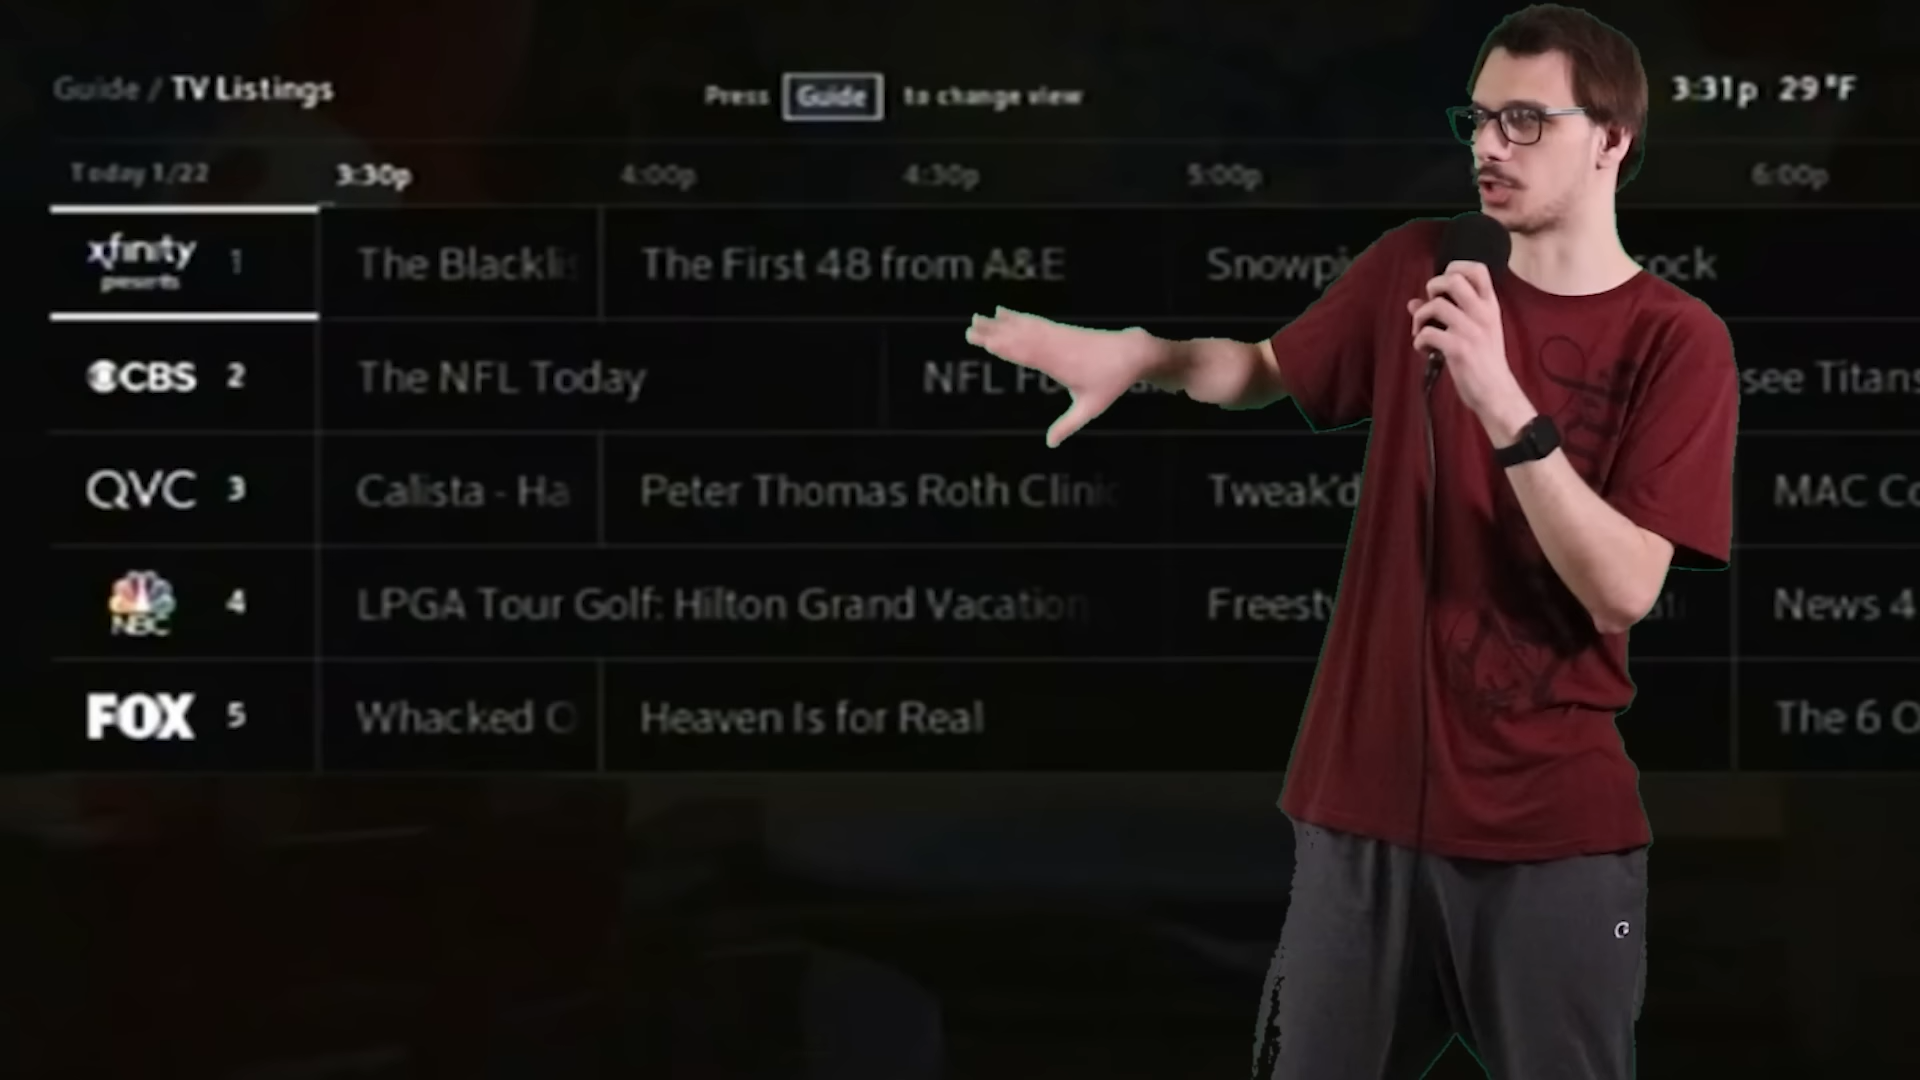 Guide / TV Listings
Press Guide to change view
3:31p 29°F
Today 1/22 3:30p 4:00p 4:30p 5:00p 6:00p
xfinity presents 1 The Blacklis The First 48 from A&E Snowpi ock
CBS 2 The NFL Today NFL Fo see Titans
QVC 3 Calista - Ha Peter Thomas Roth Clinic Tweak'd MAC Co
NBC 4 LPGA Tour Golf: Hilton Grand Vacation Freesty News 4
FOX 5 Whacked O Heaven Is for Real The 6 O